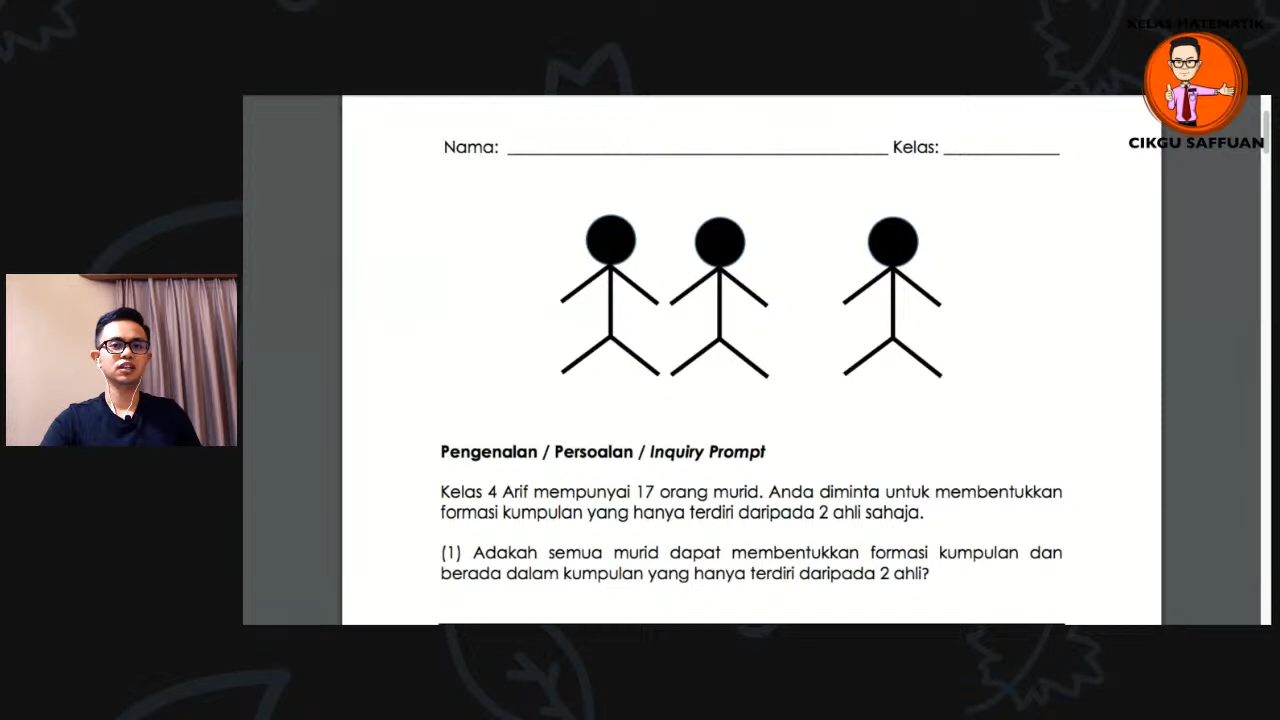 KELAS MATEMATIK
CIKGU SAFFUAN
Nama: ________________ Kelas: ________
Pengenalan / Persoalan / Inquiry Prompt
Kelas 4 Arif mempunyai 17 orang murid. Anda diminta untuk membentukkan
formasi kumpulan yang hanya terdiri daripada 2 ahli sahaja.
(1) Adakah semua murid dapat membentukkan formasi kumpulan dan
berada dalam kumpulan yang hanya terdiri daripada 2 ahli?